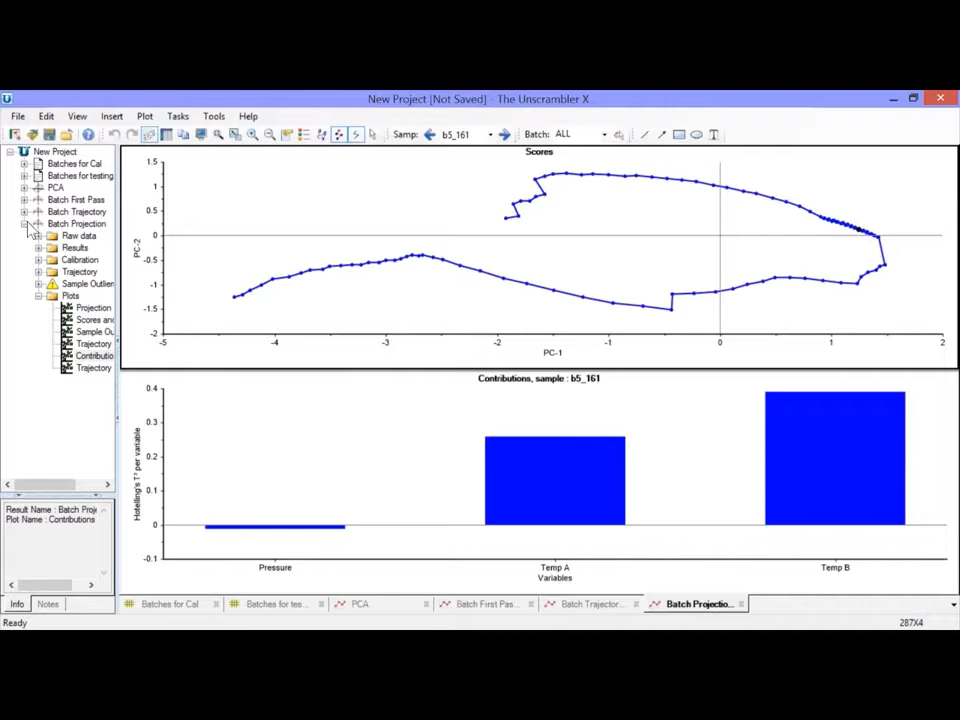 New Project [Not Saved] - The Unscrambler X
File Edit View Insert Plot Tasks Tools Help
Samp: b5_161 Batch: ALL
New Project
Batches for Cal
Batches for testing
PCA
Batch First Pass
Batch Trajectory
Batch Projection
Raw data
Results
Calibration
Trajectory
Sample Outlier
Plots
Projection
Scores and
Sample Ou
Trajectory
Contributio
Trajectory
Result Name : Batch Proje
Plot Name : Contributions
Info Notes
Scores
1.5
1
0.5
0
-0.5
-1
-1.5
-2
PC-2
-5 -4 -3 -2 -1 0 1 2
PC-1
Contributions, sample : b5_161
0.4
0.3
0.2
0.1
0
-0.1
Hotelling's T² per variable
Pressure Temp A Temp B
Variables
Batches for Cal Batches for tes... PCA Batch First Pas... Batch Trajector... Batch Projectio...
Ready 287X4